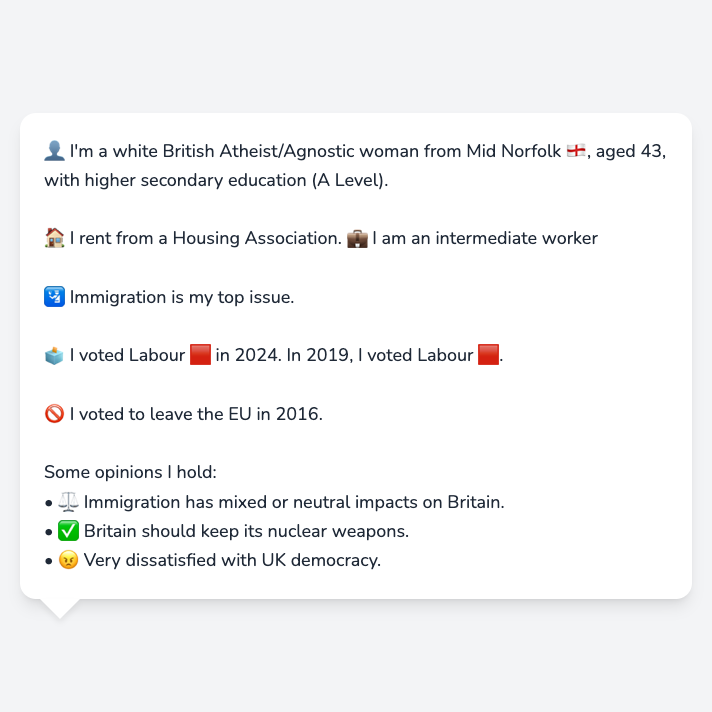 👤 I'm a white British Atheist/Agnostic woman from Mid Norfolk 🏴󠁧󠁢󠁥󠁮󠁧󠁿, aged 43,
with higher secondary education (A Level).
🏠 I rent from a Housing Association. 💼 I am an intermediate worker
🛂 Immigration is my top issue.
🗳️ I voted Labour 🟥 in 2024. In 2019, I voted Labour 🟥.
🚫 I voted to leave the EU in 2016.
Some opinions I hold:
• ⚖️ Immigration has mixed or neutral impacts on Britain.
• ✅ Britain should keep its nuclear weapons.
• 😠 Very dissatisfied with UK democracy.